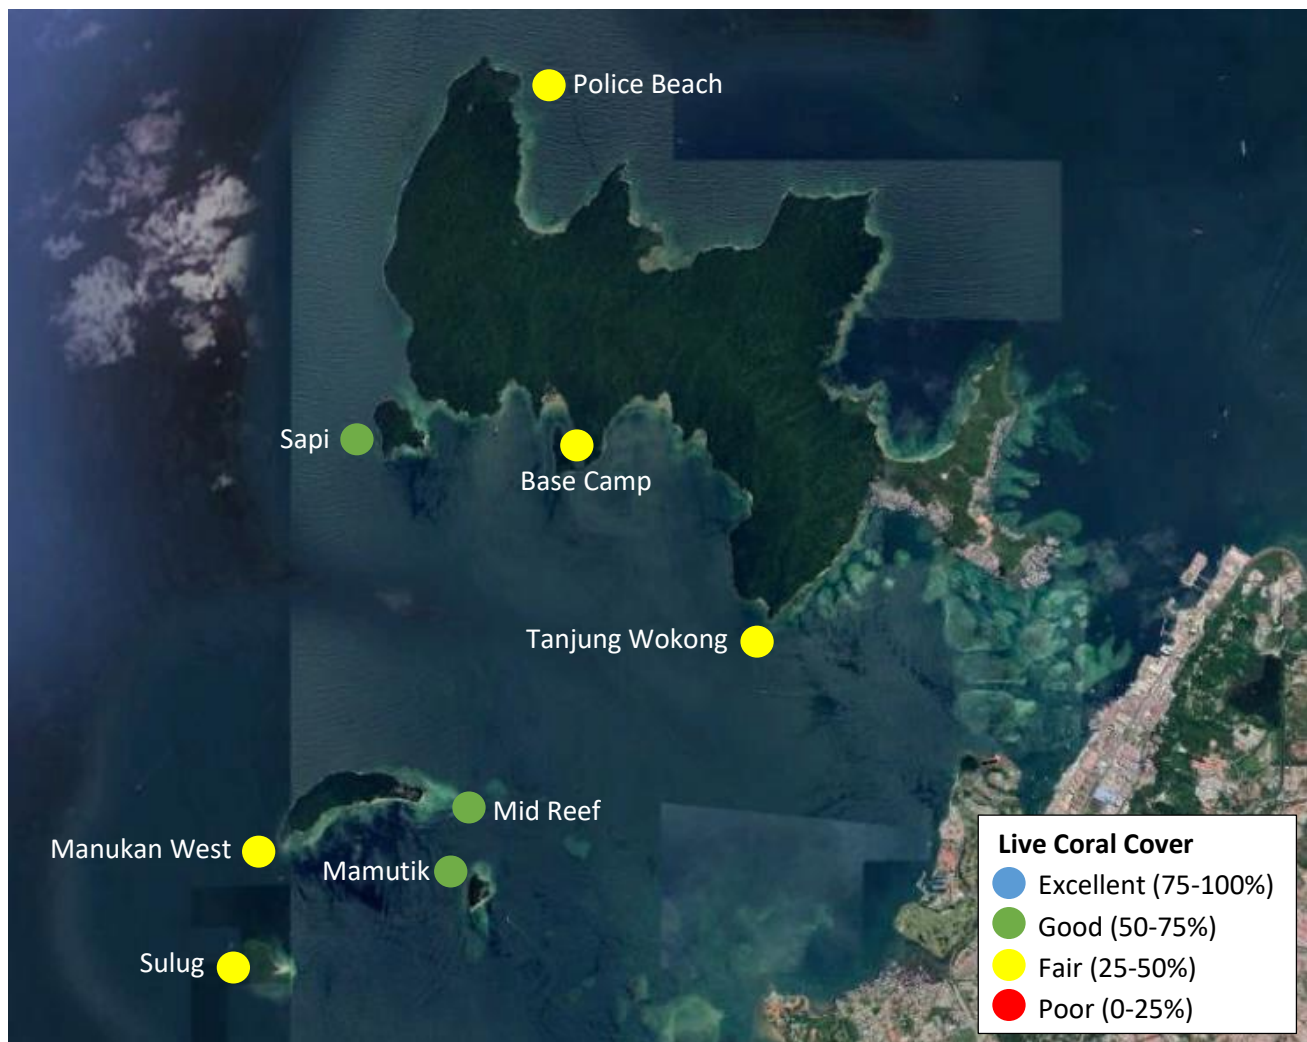 Police Beach
Sapi
Base Camp
Tanjung Wokong
Mid Reef
Manukan West
Mamutik
Sulug
Live Coral Cover
Excellent (75-100%)
Good (50-75%)
Fair (25-50%)
Poor (0-25%)